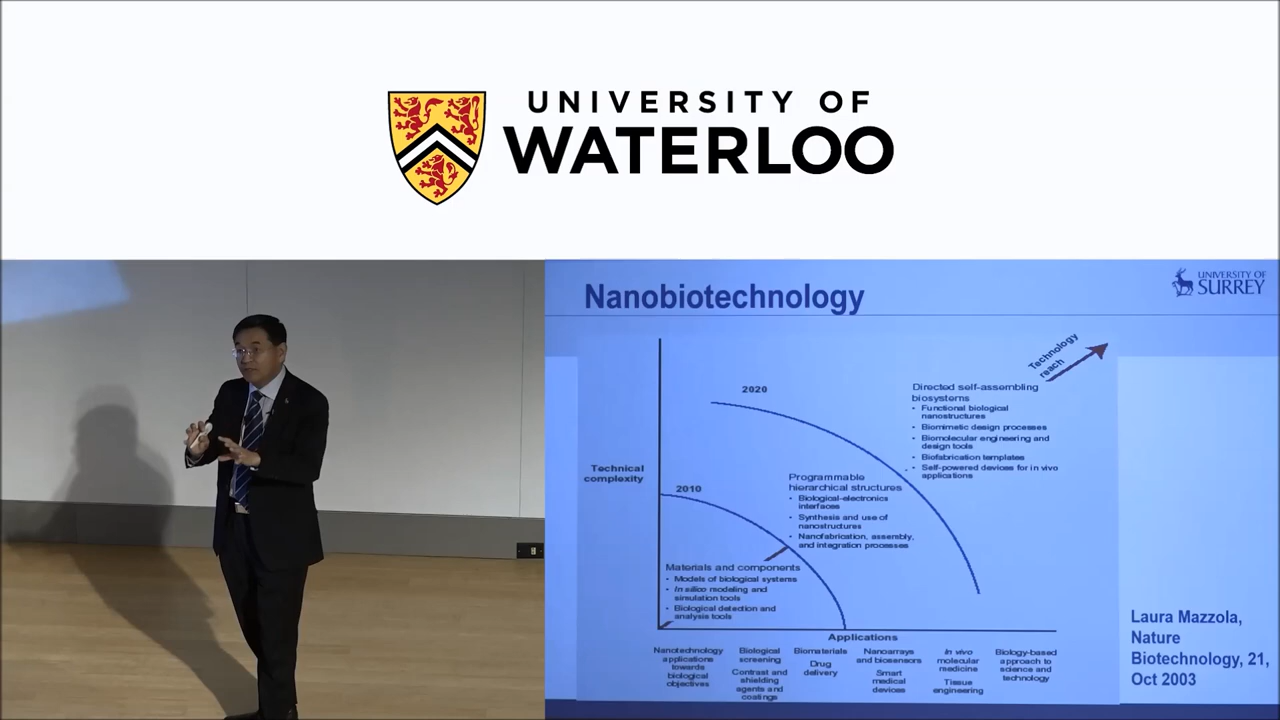 UNIVERSITY OF
WATERLOO
Nanobiotechnology
UNIVERSITY OF
SURREY
Technology
reach
2020
Directed self-assembling
biosystems
• Functional biological
nanostructures
• Biomimatic design processes
• Biomolecular engineering and
design tools
• Biofabrication templates
• Self-powered devices for in vivo
applications
Technical
complexity
2010
Programmable
hierarchical structures
• Biological-electronics
interfaces
• Synthesis and use of
nanostructures
• Nanofabrication, assembly,
and integration processes
Materials and components
• Models of biological systems
• In silico modeling and
simulation tools
• Biological detection and
analysis tools
Applications
Nanotechnology
applications
towards
biological
objectives
Biological
screening
Contrast and
shielding
agents and
coatings
Biomaterials
Drug
delivery
Nanoarrays
and biosensors
Smart
medical
devices
In vivo
molecular
medicine
Tissue
engineering
Biology-based
approach to
science and
technology
Laura Mazzola,
Nature
Biotechnology, 21,
Oct 2003